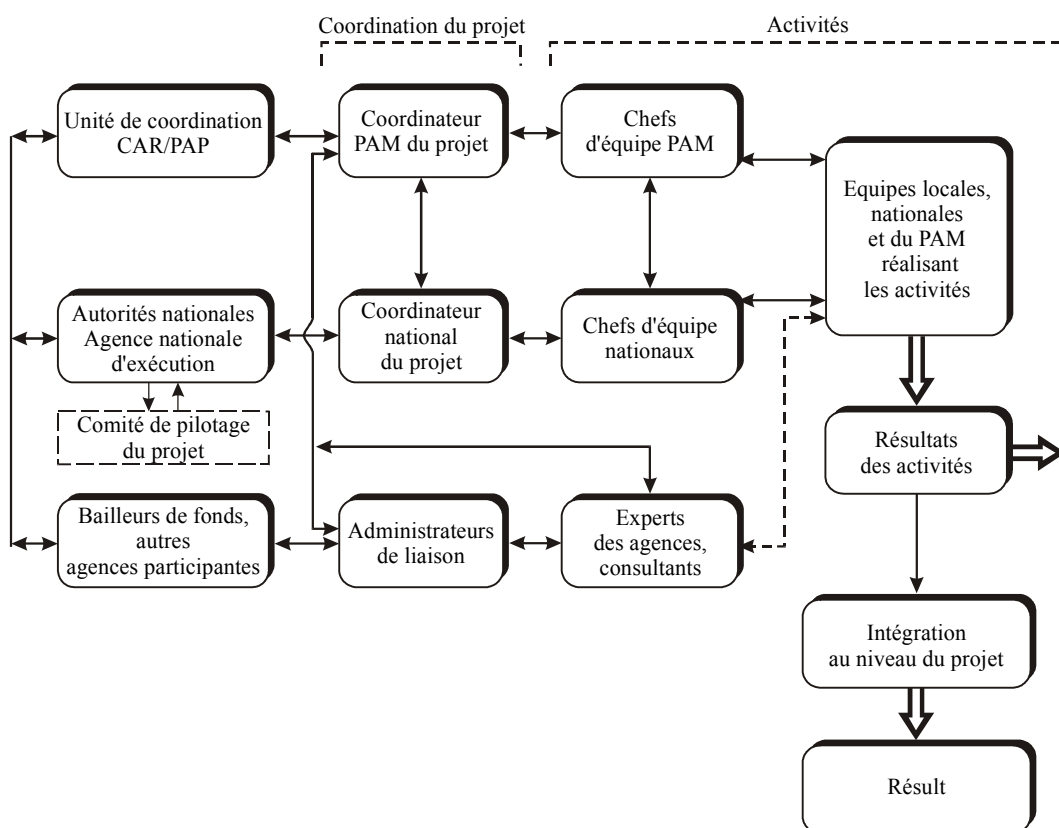 Coordination du projet
Activités
Unité de coordination
CAR/PAP
Coordinateur
PAM du projet
Chefs
d'équipe PAM
Equipes locales,
nationales
et du PAM
réalisant
les activités
Autorités nationales
Agence nationale
d'exécution
Coordinateur
national
du projet
Chefs d'équipe
nationaux
Comité de pilotage
du projet
Résultats
des activités
Bailleurs de fonds,
autres
agences participantes
Administrateurs
de liaison
Experts
des agences,
consultants
Intégration
au niveau du projet
Résult